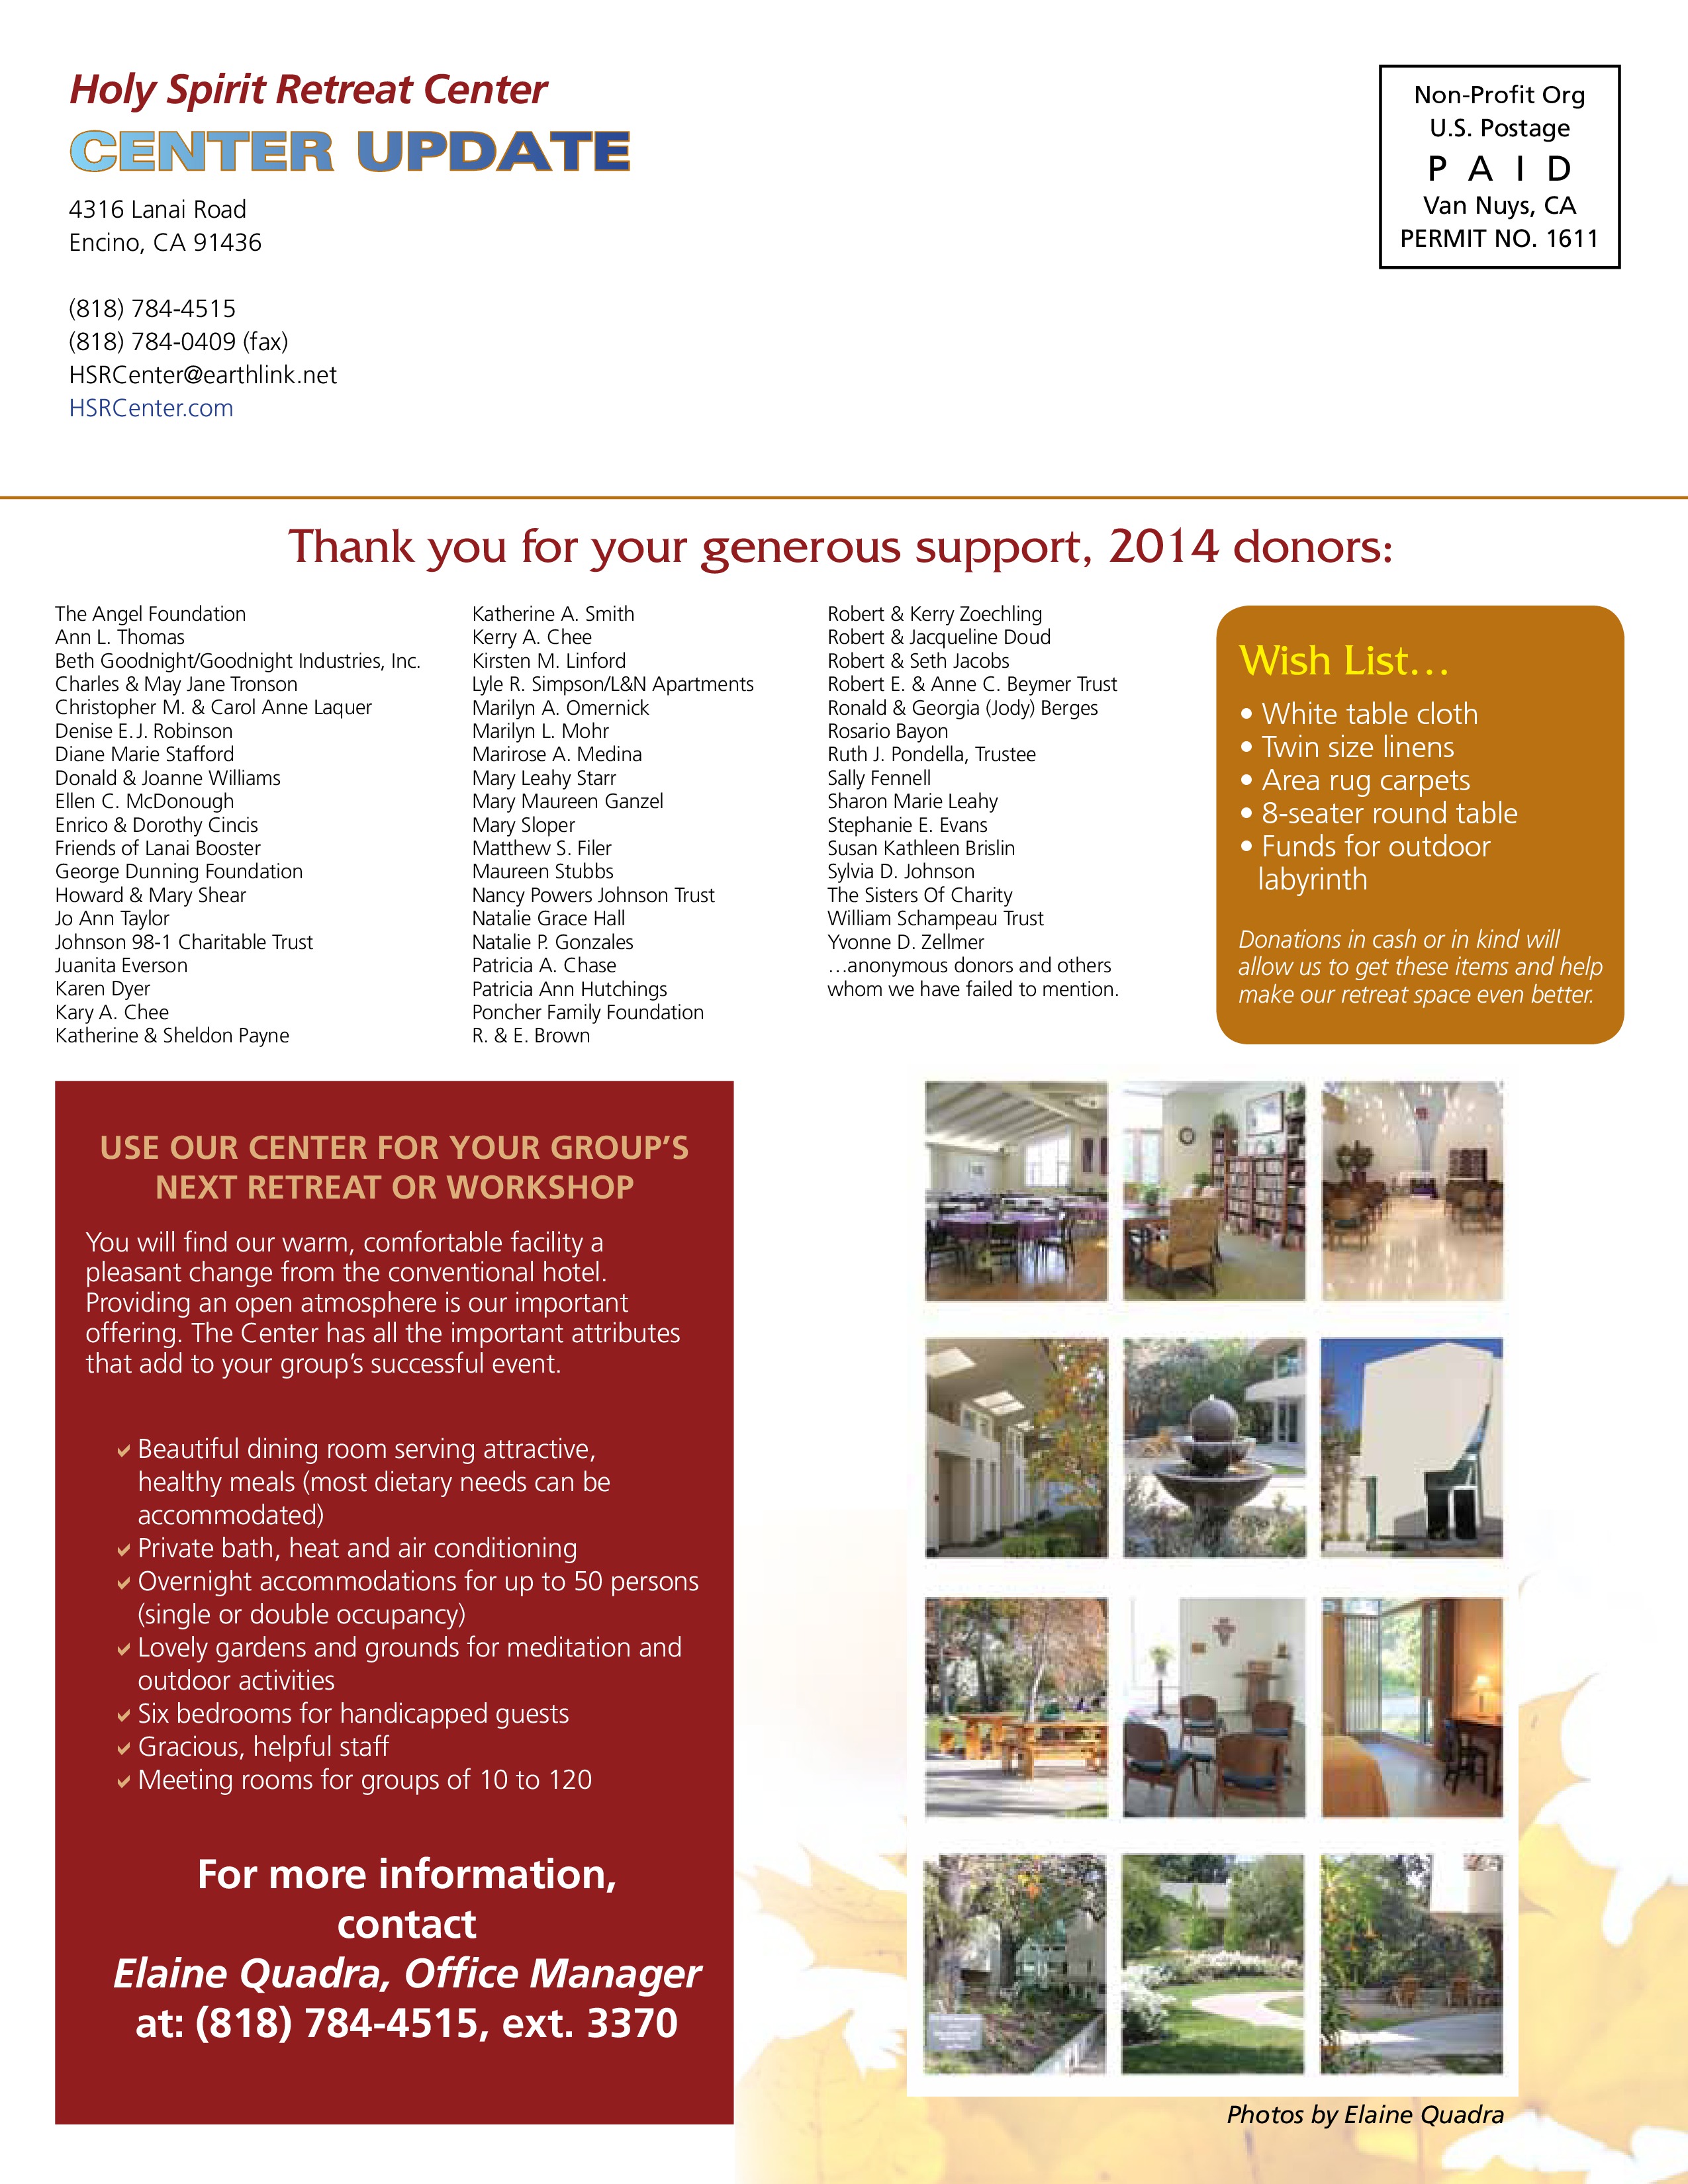 Holy Spirit Retreat Center
CENTER UPDATE
4316 Lanai Road
Encino, CA 91436
(818) 784-4515
(818) 784-0409 (fax)
HSRCenter@earthlink.net
HSRCenter.com
Non-Profit Org
U.S. Postage
P A I D
Van Nuys, CA
PERMIT NO. 1611
Thank you for your generous support, 2014 donors:
The Angel Foundation
Ann L. Thomas
Beth Goodnight/Goodnight Industries, Inc.
Charles & May Jane Tronson
Christopher M. & Carol Anne Laquer
Denise E. J. Robinson
Diane Marie Stafford
Donald & Joanne Williams
Ellen C. McDonough
Enrico & Dorothy Cincis
Friends of Lanai Booster
George Dunning Foundation
Howard & Mary Shear
Jo Ann Taylor
Johnson 98-1 Charitable Trust
Juanita Everson
Karen Dyer
Kary A. Chee
Katherine & Sheldon Payne
Katherine A. Smith
Kerry A. Chee
Kirsten M. Linford
Lyle R. Simpson/L&N Apartments
Marilyn A. Omernick
Marilyn L. Mohr
Marirose A. Medina
Mary Leahy Starr
Mary Maureen Ganzel
Mary Sloper
Matthew S. Filer
Maureen Stubbs
Nancy Powers Johnson Trust
Natalie Grace Hall
Natalie P. Gonzales
Patricia A. Chase
Patricia Ann Hutchings
Poncher Family Foundation
R. & E. Brown
Robert & Kerry Zoechling
Robert & Jacqueline Doud
Robert & Seth Jacobs
Robert E. & Anne C. Beymer Trust
Ronald & Georgia (Jody) Berges
Rosario Bayon
Ruth J. Pondella, Trustee
Sally Fennell
Sharon Marie Leahy
Stephanie E. Evans
Susan Kathleen Brislin
Sylvia D. Johnson
The Sisters Of Charity
William Schampeau Trust
Yvonne D. Zellmer
…anonymous donors and others
whom we have failed to mention.
Wish List…
• White table cloth
• Twin size linens
• Area rug carpets
• 8-seater round table
• Funds for outdoor
labyrinth
Donations in cash or in kind will
allow us to get these items and help
make our retreat space even better.
USE OUR CENTER FOR YOUR GROUP'S
NEXT RETREAT OR WORKSHOP
You will find our warm, comfortable facility a
pleasant change from the conventional hotel.
Providing an open atmosphere is our important
offering. The Center has all the important attributes
that add to your group's successful event.
Beautiful dining room serving attractive,
healthy meals (most dietary needs can be
accommodated)
Private bath, heat and air conditioning
Overnight accommodations for up to 50 persons
(single or double occupancy)
Lovely gardens and grounds for meditation and
outdoor activities
Six bedrooms for handicapped guests
Gracious, helpful staff
Meeting rooms for groups of 10 to 120
For more information,
contact
Elaine Quadra, Office Manager
at: (818) 784-4515, ext. 3370
Photos by Elaine Quadra